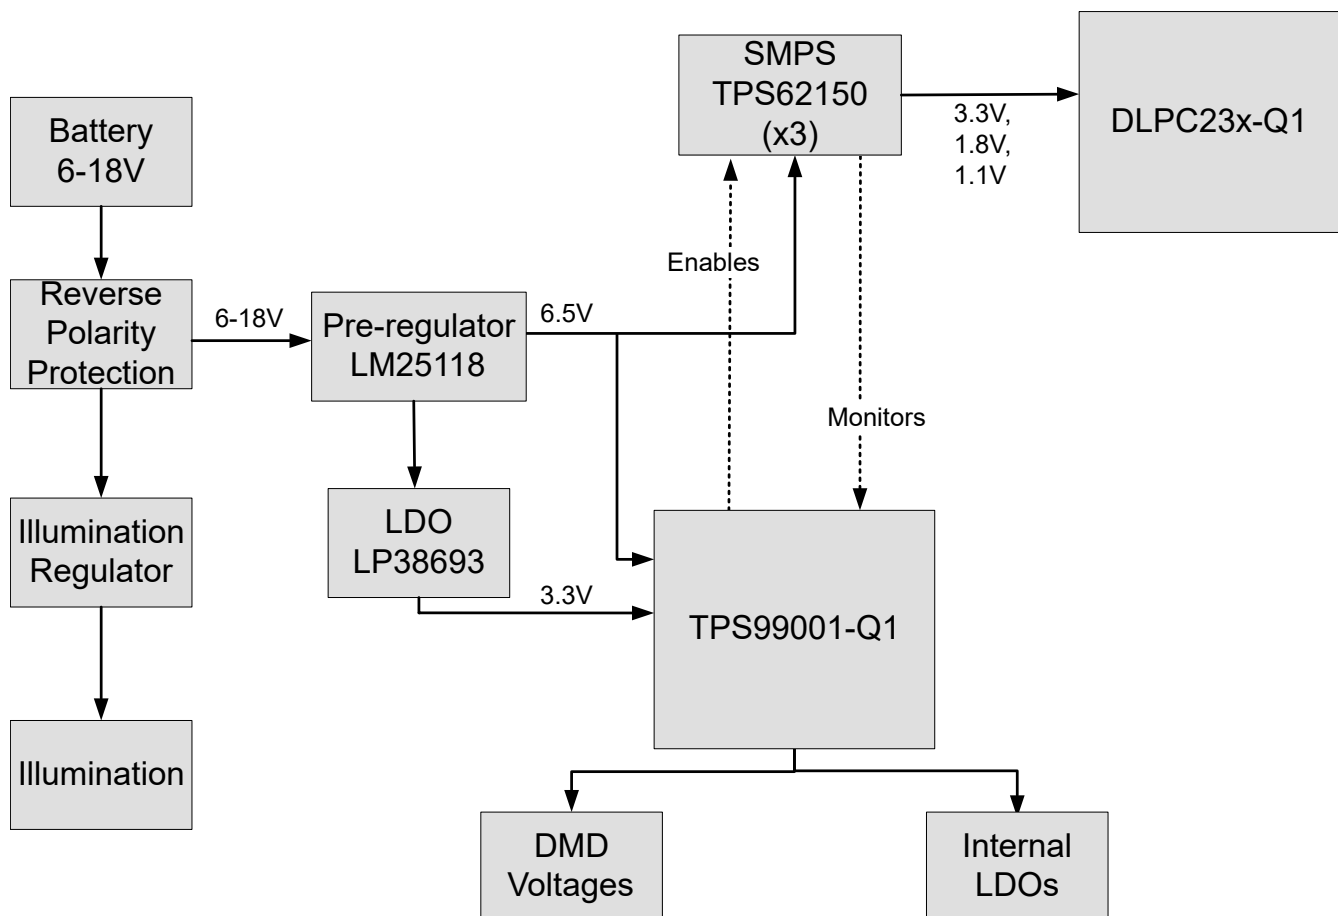 SMPS
TPS62150
(x3)
DLPC23x-Q1
3.3V,
1.8V,
1.1V
Battery
6-18V
Enables
Reverse
Polarity
Protection
6-18V
Pre-regulator
LM25118
6.5V
Monitors
Illumination
Regulator
LDO
LP38693
3.3V
TPS99001-Q1
Illumination
DMD
Voltages
Internal
LDOs